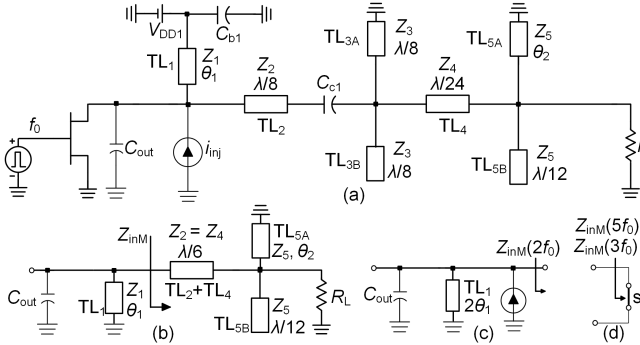 V_DD1
C_b1
TL_1
Z_1
θ_1
f_0
C_out
i_inj
Z_2
λ/8
TL_2
C_c1
TL_3A
Z_3
λ/8
TL_3B
Z_3
λ/8
Z_4
λ/24
TL_4
TL_5A
Z_5
θ_2
TL_5B
Z_5
λ/12
(a)
Z_inM
C_out
TL_1
Z_1
θ_1
Z_2 = Z_4
λ/6
TL_2+TL_4
TL_5A
Z_5, θ_2
TL_5B
Z_5
λ/12
R_L
(b)
C_out
TL_1
2θ_1
Z_inM(2f_0)
(c)
Z_inM(5f_0)
Z_inM(3f_0)
(d)